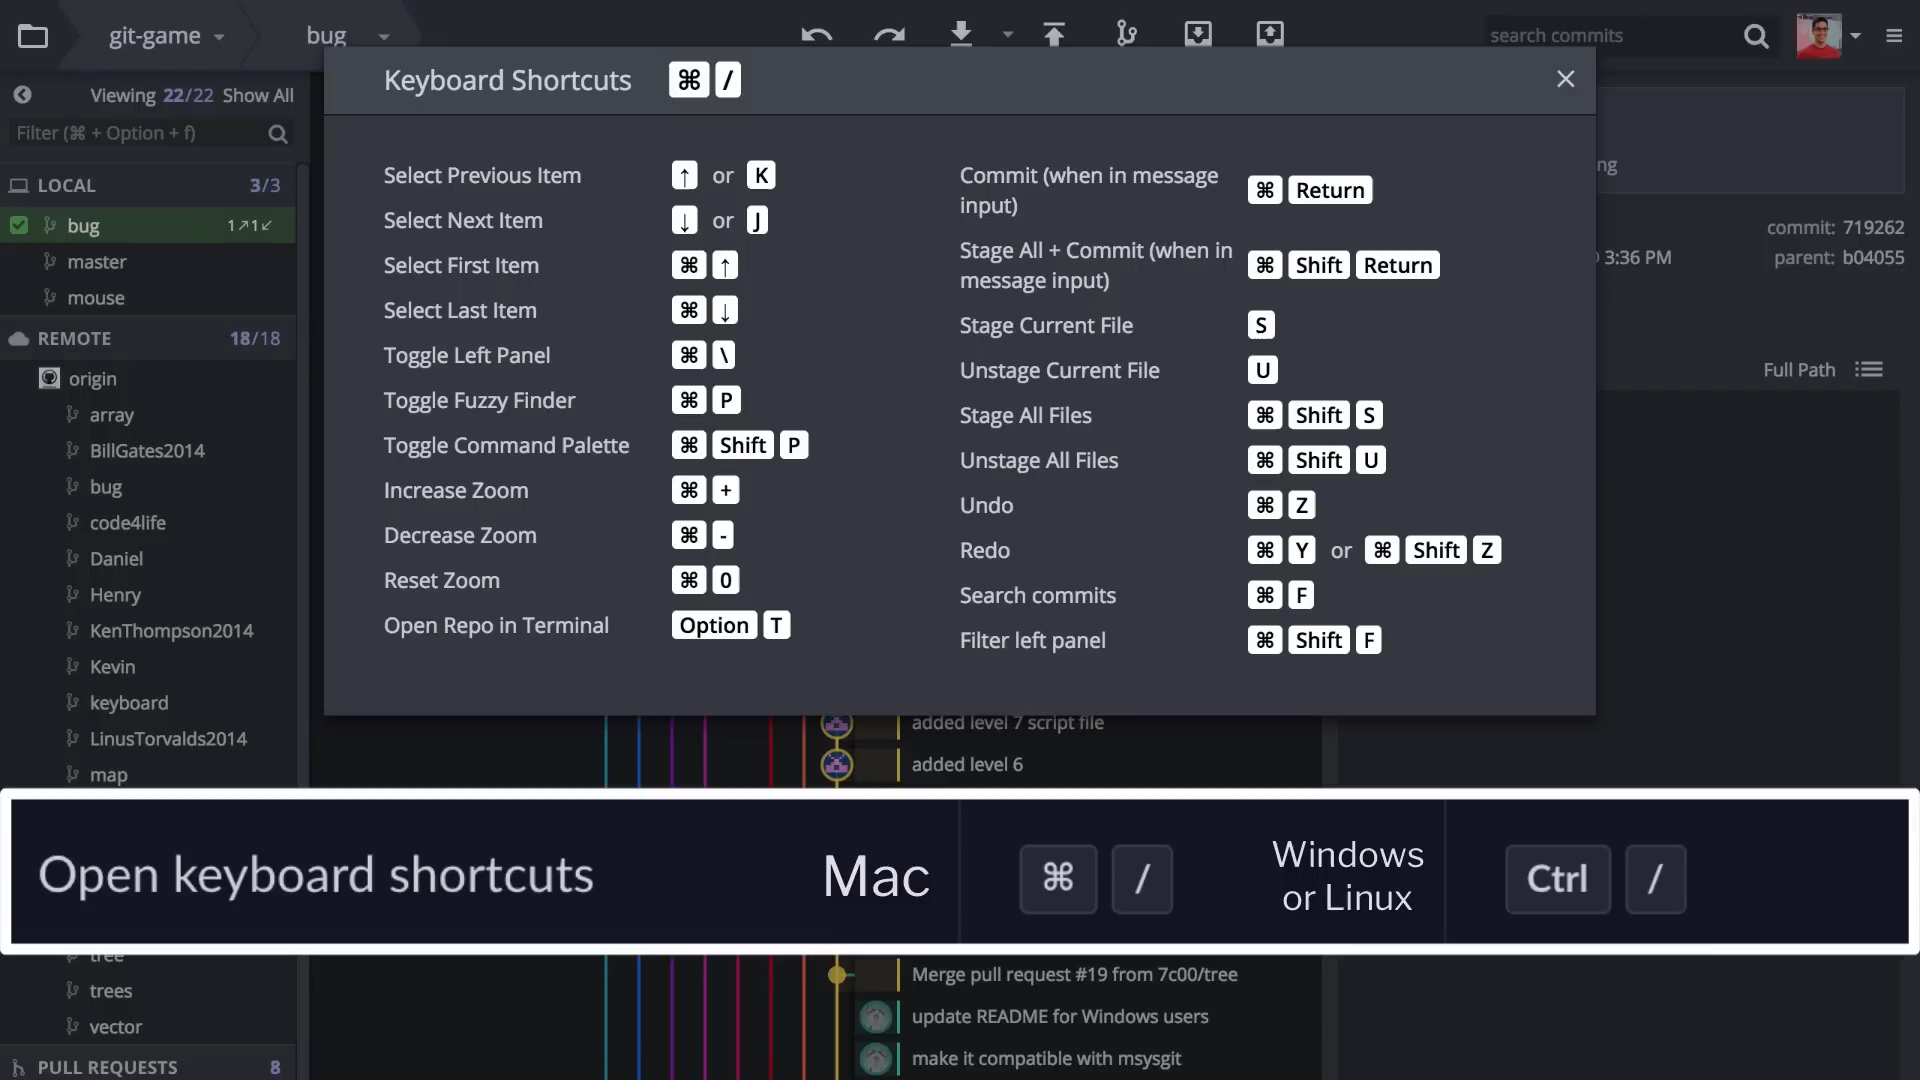 git-game
bug
search commits
Keyboard Shortcuts ⌘ /
Viewing 22/22 Show All
Filter (⌘ + Option + f)
LOCAL 3/3
bug 1↗1↙
master
mouse
REMOTE 18/18
origin
array
BillGates2014
bug
code4life
Daniel
Henry
KenThompson2014
Kevin
keyboard
LinusTorvalds2014
map
tree
trees
vector
PULL REQUESTS 8
Select Previous Item ↑ or K
Select Next Item ↓ or J
Select First Item ⌘ ↑
Select Last Item ⌘ ↓
Toggle Left Panel ⌘ \
Toggle Fuzzy Finder ⌘ P
Toggle Command Palette ⌘ Shift P
Increase Zoom ⌘ +
Decrease Zoom ⌘ -
Reset Zoom ⌘ 0
Open Repo in Terminal Option T
Commit (when in message
input) ⌘ Return
Stage All + Commit (when in
message input) ⌘ Shift Return
Stage Current File S
Unstage Current File U
Stage All Files ⌘ Shift S
Unstage All Files ⌘ Shift U
Undo ⌘ Z
Redo ⌘ Y or ⌘ Shift Z
Search commits ⌘ F
Filter left panel ⌘ Shift F
ng
commit: 719262
3:36 PM parent: b04055
Full Path
added level 7 script file
added level 6
Open keyboard shortcuts Mac ⌘ / Windows
or Linux Ctrl /
Merge pull request #19 from 7c00/tree
update README for Windows users
make it compatible with msysgit